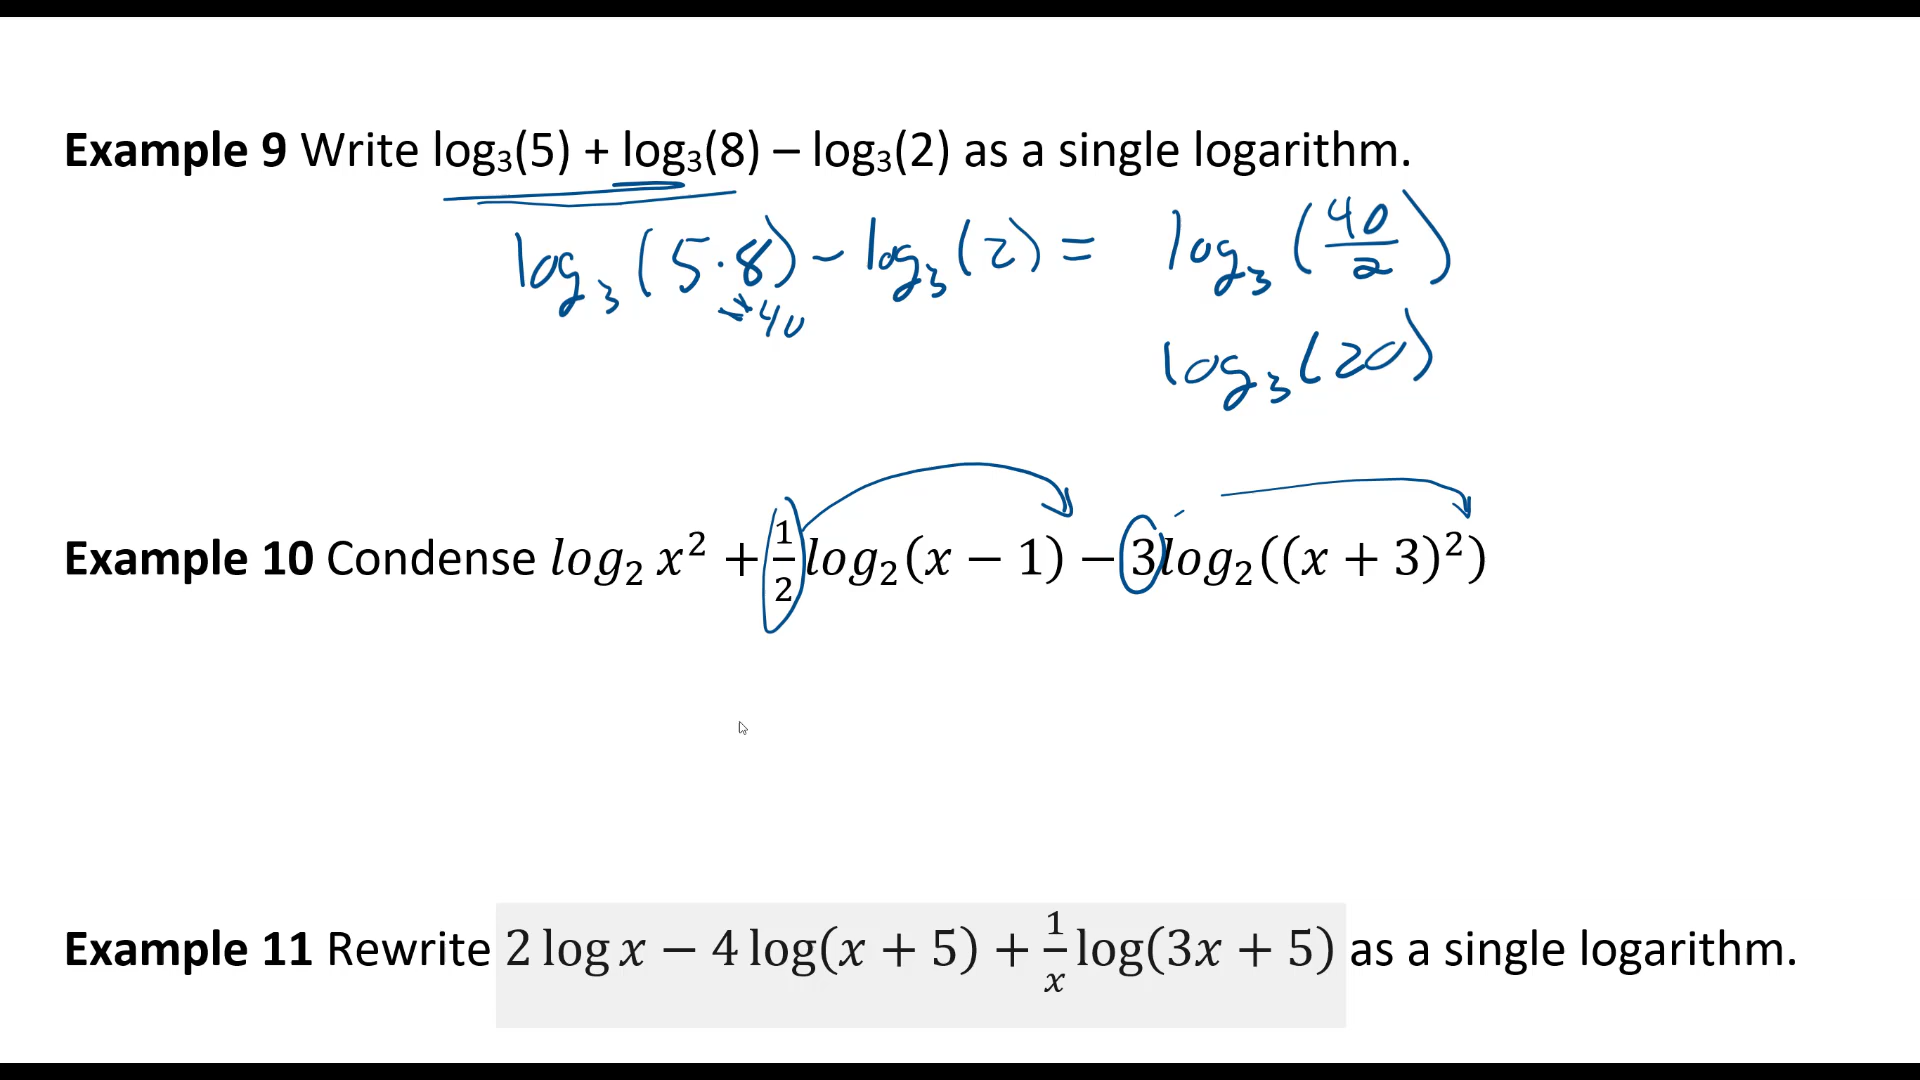 Example 9 Write log₃(5) + log₃(8) – log₃(2) as a single logarithm.
log₃(5·8) – log₃(2) = log₃(40/2)
40
log₃(20)
Example 10 Condense log₂ x² + 1/2 log₂(x − 1) − 3log₂((x + 3)²)
Example 11 Rewrite 2 log x − 4 log(x + 5) + 1/x log(3x + 5) as a single logarithm.